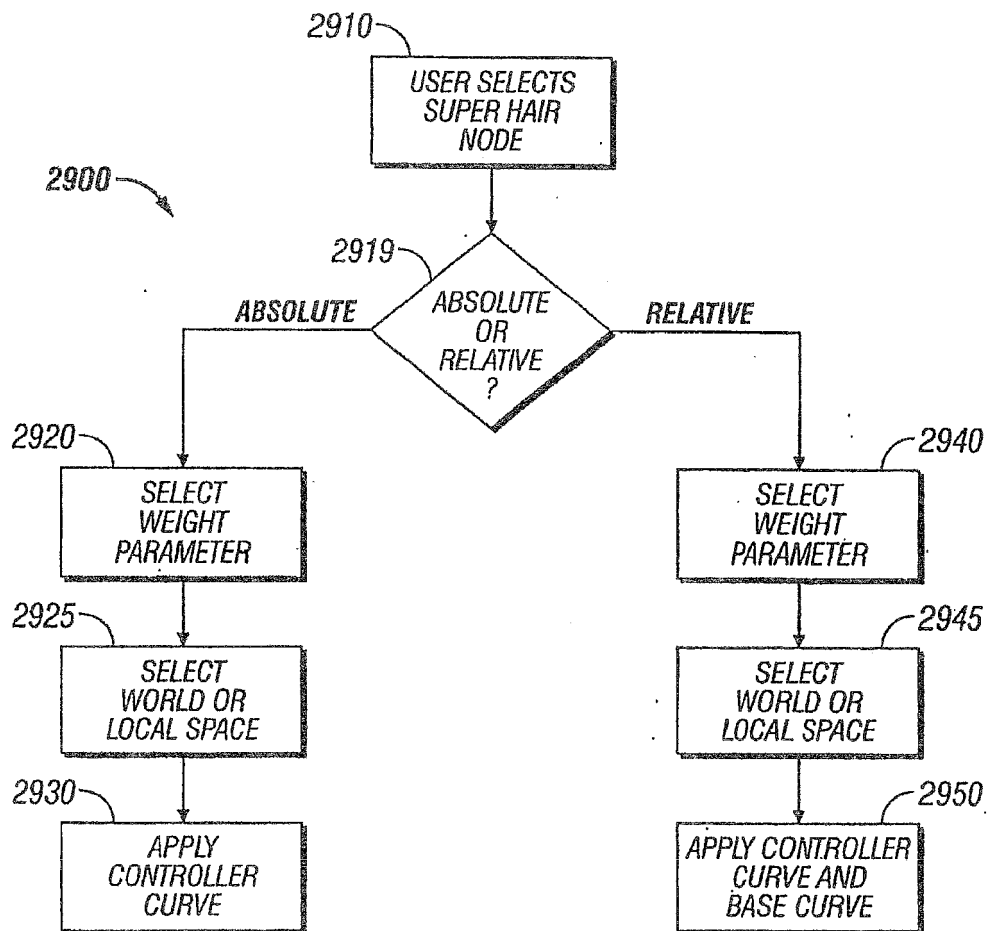 2910
USER SELECTS
SUPER HAIR
NODE
2900
2919
ABSOLUTE
OR
RELATIVE
?
ABSOLUTE
RELATIVE
2920
SELECT
WEIGHT
PARAMETER
2940
SELECT
WEIGHT
PARAMETER
2925
SELECT
WORLD OR
LOCAL SPACE
2945
SELECT
WORLD OR
LOCAL SPACE
2930
APPLY
CONTROLLER
CURVE
2950
APPLY CONTROLLER
CURVE AND
BASE CURVE